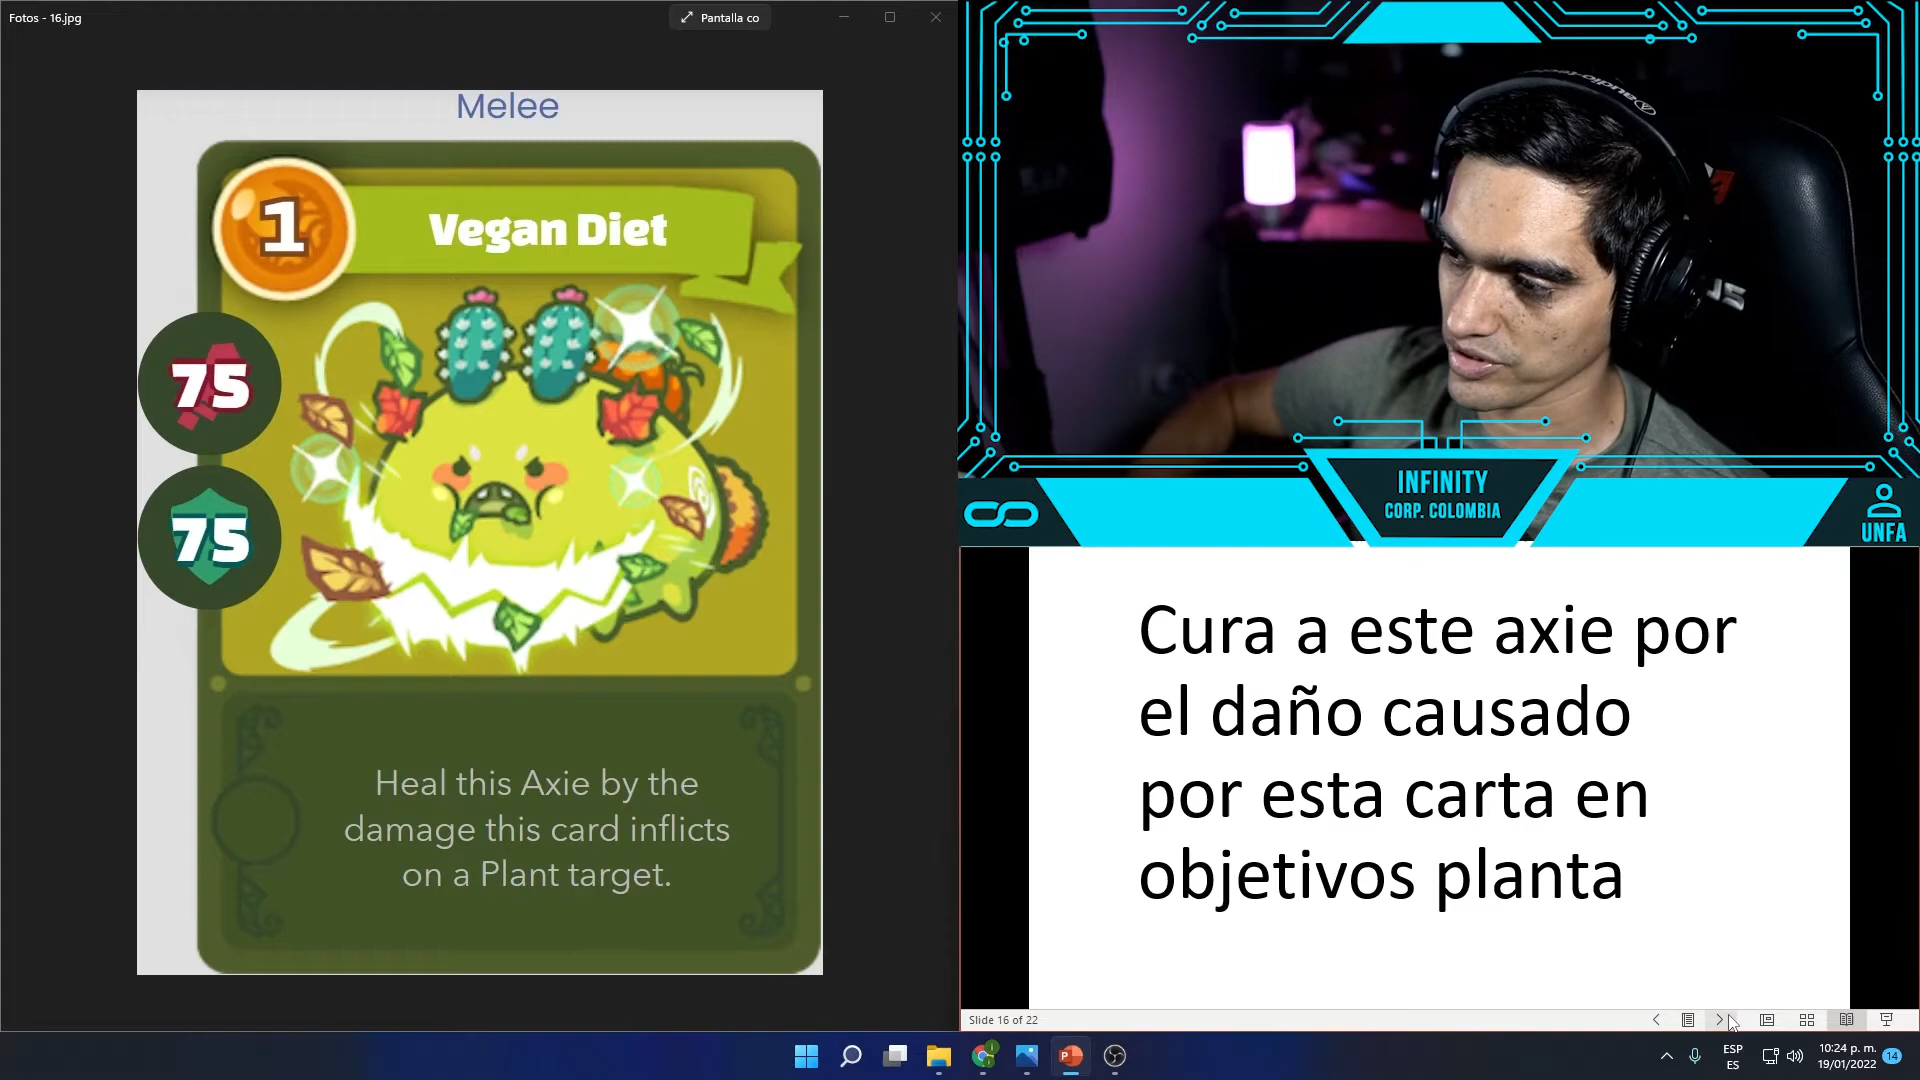 Fotos - 16.jpg
Pantalla co
Melee
1
Vegan Diet
75
75
Heal this Axie by the
damage this card inflicts
on a Plant target.
audio-tech
INFINITY
CORP. COLOMBIA
UNFA
Cura a este axie por
el daño causado
por esta carta en
objetivos planta
Slide 16 of 22
ESP
ES
10:24 p. m.
19/01/2022
14